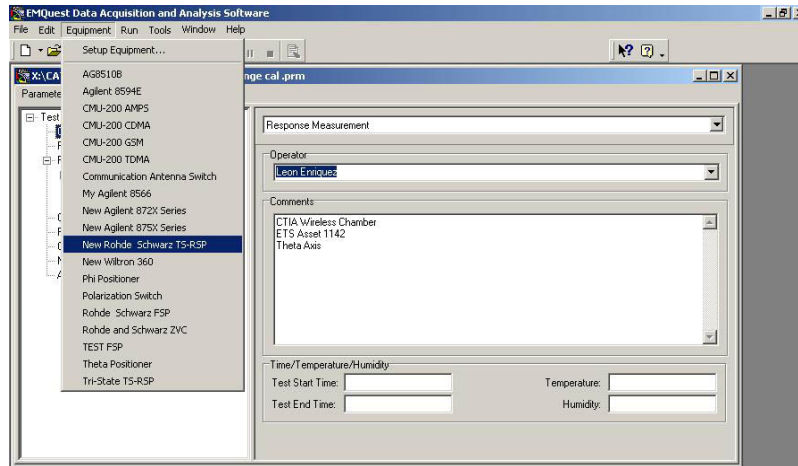 EMQuest Data Acquisition and Analysis Software
File Edit Equipment Run Tools Window Help
Setup Equipment...
AG8510B
Agilent 8594E
CMU-200 AMPS
CMU-200 CDMA
CMU-200 GSM
CMU-200 TDMA
Communication Antenna Switch
My Agilent 8566
New Agilent 872X Series
New Agilent 875X Series
New Rohde Schwarz TS-RSP
New Wiltron 360
Phi Positioner
Polarization Switch
Rohde Schwarz FSP
Rohde and Schwarz ZVC
TEST FSP
Theta Positioner
Tri-State TS-RSP
X:\CA
nge cal .prm
Paramete
Test
Response Measurement
Operator
Leon Enriquez
Comments
CTIA Wireless Chamber
ETS Asset 1142
Theta Axis
Time/Temperature/Humidity
Test Start Time: Temperature:
Test End Time: Humidity: